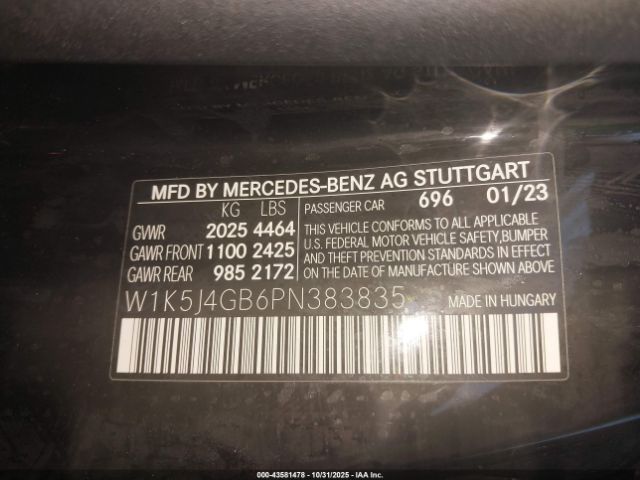 MFD BY MERCEDES-BENZ AG STUTTGART
KG LBS
GVWR 2025 4464
GAWR FRONT 1100 2425
GAWR REAR 985 2172
PASSENGER CAR 696 01/23
THIS VEHICLE CONFORMS TO ALL APPLICABLE
U.S. FEDERAL MOTOR VEHICLE SAFETY,BUMPER
AND THEFT PREVENTION STANDARDS IN EFFECT
ON THE DATE OF MANUFACTURE SHOWN ABOVE.
W1K5J4GB6PN383835
MADE IN HUNGARY
000-43581478 - 10/31/2025 - IAA Inc.